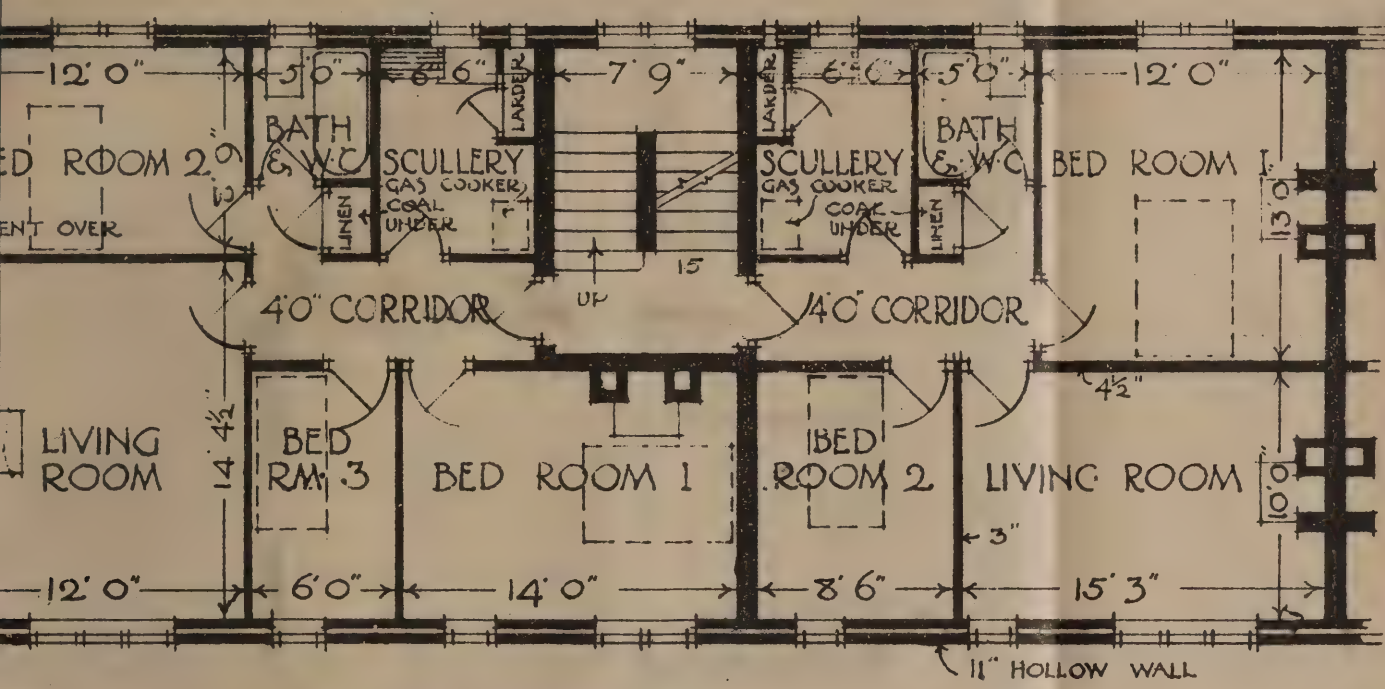 12' 0"
5' 0"
6' 6"
LARDER
7' 9"
LARDER
6' 6"
5' 0"
12' 0"
ED ROOM 2
BATH
& W.C
SCULLERY
GAS COOKER
COAL
UNDER
LINEN
SCULLERY
GAS COOKER
COAL
UNDER
LINEN
BATH
& W.C
BED ROOM 1.
13' 0"
ENT OVER
UP
15
4' 0" CORRIDOR
4' 0" CORRIDOR
4½"
14' 4½"
LIVING
ROOM
BED
RM. 3
BED ROOM 1
BED
ROOM 2
LIVING ROOM
10' 0"
3"
12' 0"
6' 0"
14' 0"
8' 6"
15' 3"
11" HOLLOW WALL